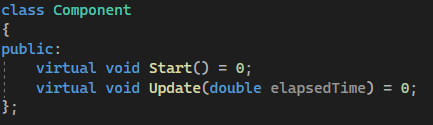 class Component
{
public:
    virtual void Start() = 0;
    virtual void Update(double elapsedTime) = 0;
};